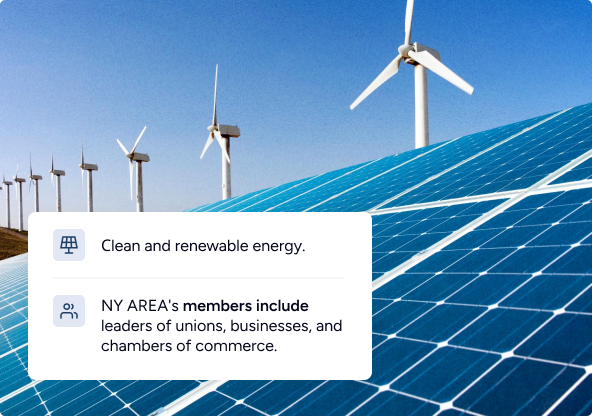 Clean and renewable energy.
NY AREA's members include
leaders of unions, businesses, and
chambers of commerce.